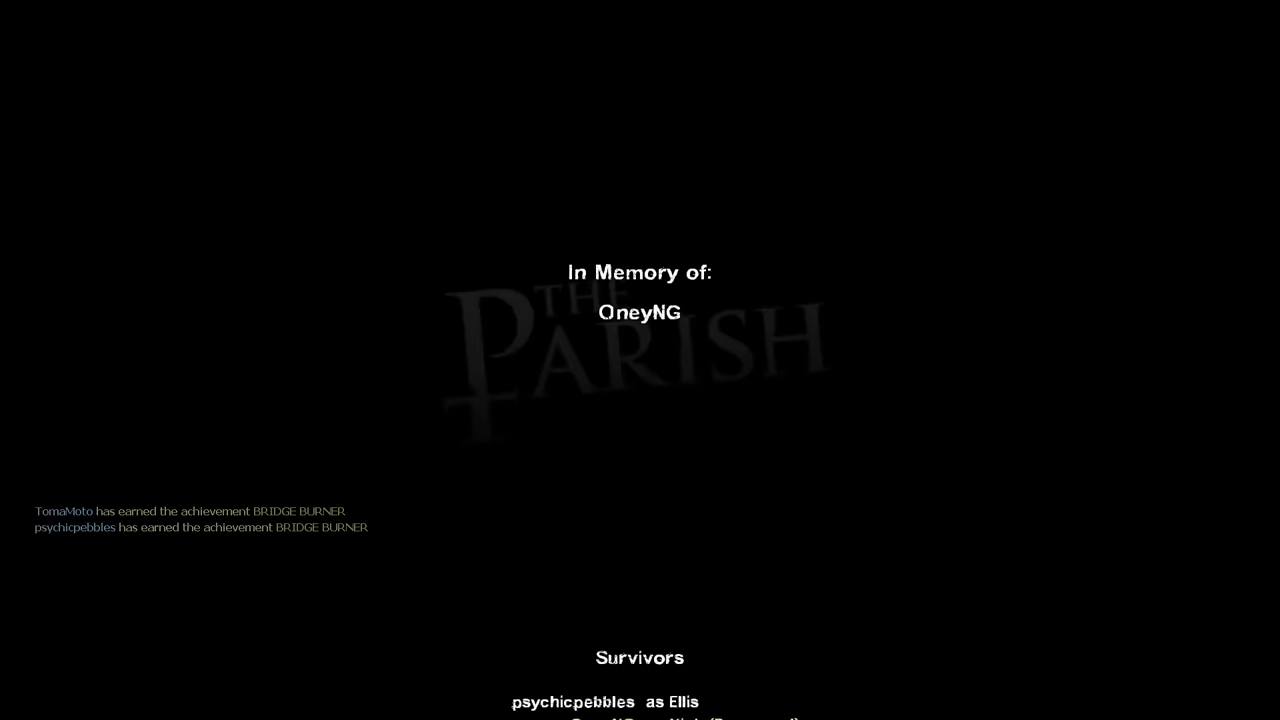 In Memory of:
THE
PARISH
OneyNG
TomaMoto has earned the achievement BRIDGE BURNER
psychicpebbles has earned the achievement BRIDGE BURNER
Survivors
psychicpebbles as Ellis